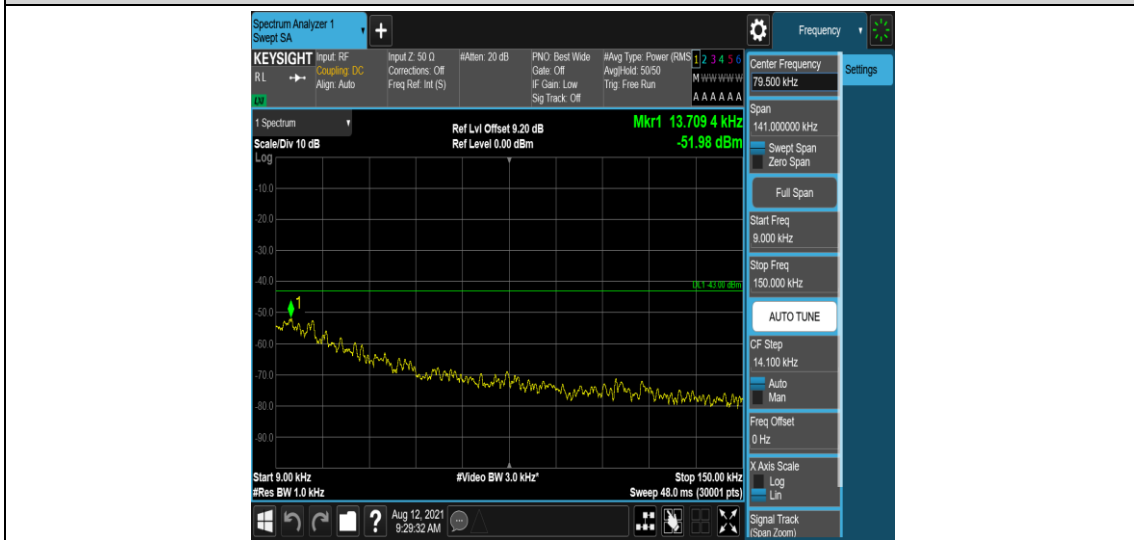 Spectrum Analyzer 1
Swept SA
+
Frequency
KEYSIGHT
RL
LXI
Input: RF
Coupling: DC
Align: Auto
Input Z: 50 Ω
Corrections: Off
Freq Ref: Int (S)
#Atten: 20 dB
PNO: Best Wide
Gate: Off
IF Gain: Low
Sig Track: Off
#Avg Type: Power (RMS
Avg|Hold: 50/50
Trig: Free Run
1 2 3 4 5 6
M W W W W W
A A A A A A
1 Spectrum
Scale/Div 10 dB
Ref Lvl Offset 9.20 dB
Ref Level 0.00 dBm
Mkr1 13.709 4 kHz
-51.98 dBm
Log
-10.0
-20.0
-30.0
-40.0
DL1 -43.00 dBm
1
-50.0
-60.0
-70.0
-80.0
-90.0
Start 9.00 kHz
#Video BW 3.0 kHz*
Stop 150.00 kHz
#Res BW 1.0 kHz
Sweep 48.0 ms (30001 pts)
?
Aug 12, 2021
9:29:32 AM
Center Frequency
79.500 kHz
Settings
Span
141.000000 kHz
Swept Span
Zero Span
Full Span
Start Freq
9.000 kHz
Stop Freq
150.000 kHz
AUTO TUNE
CF Step
14.100 kHz
Auto
Man
Freq Offset
0 Hz
X Axis Scale
Log
Lin
Signal Track
(Span Zoom)